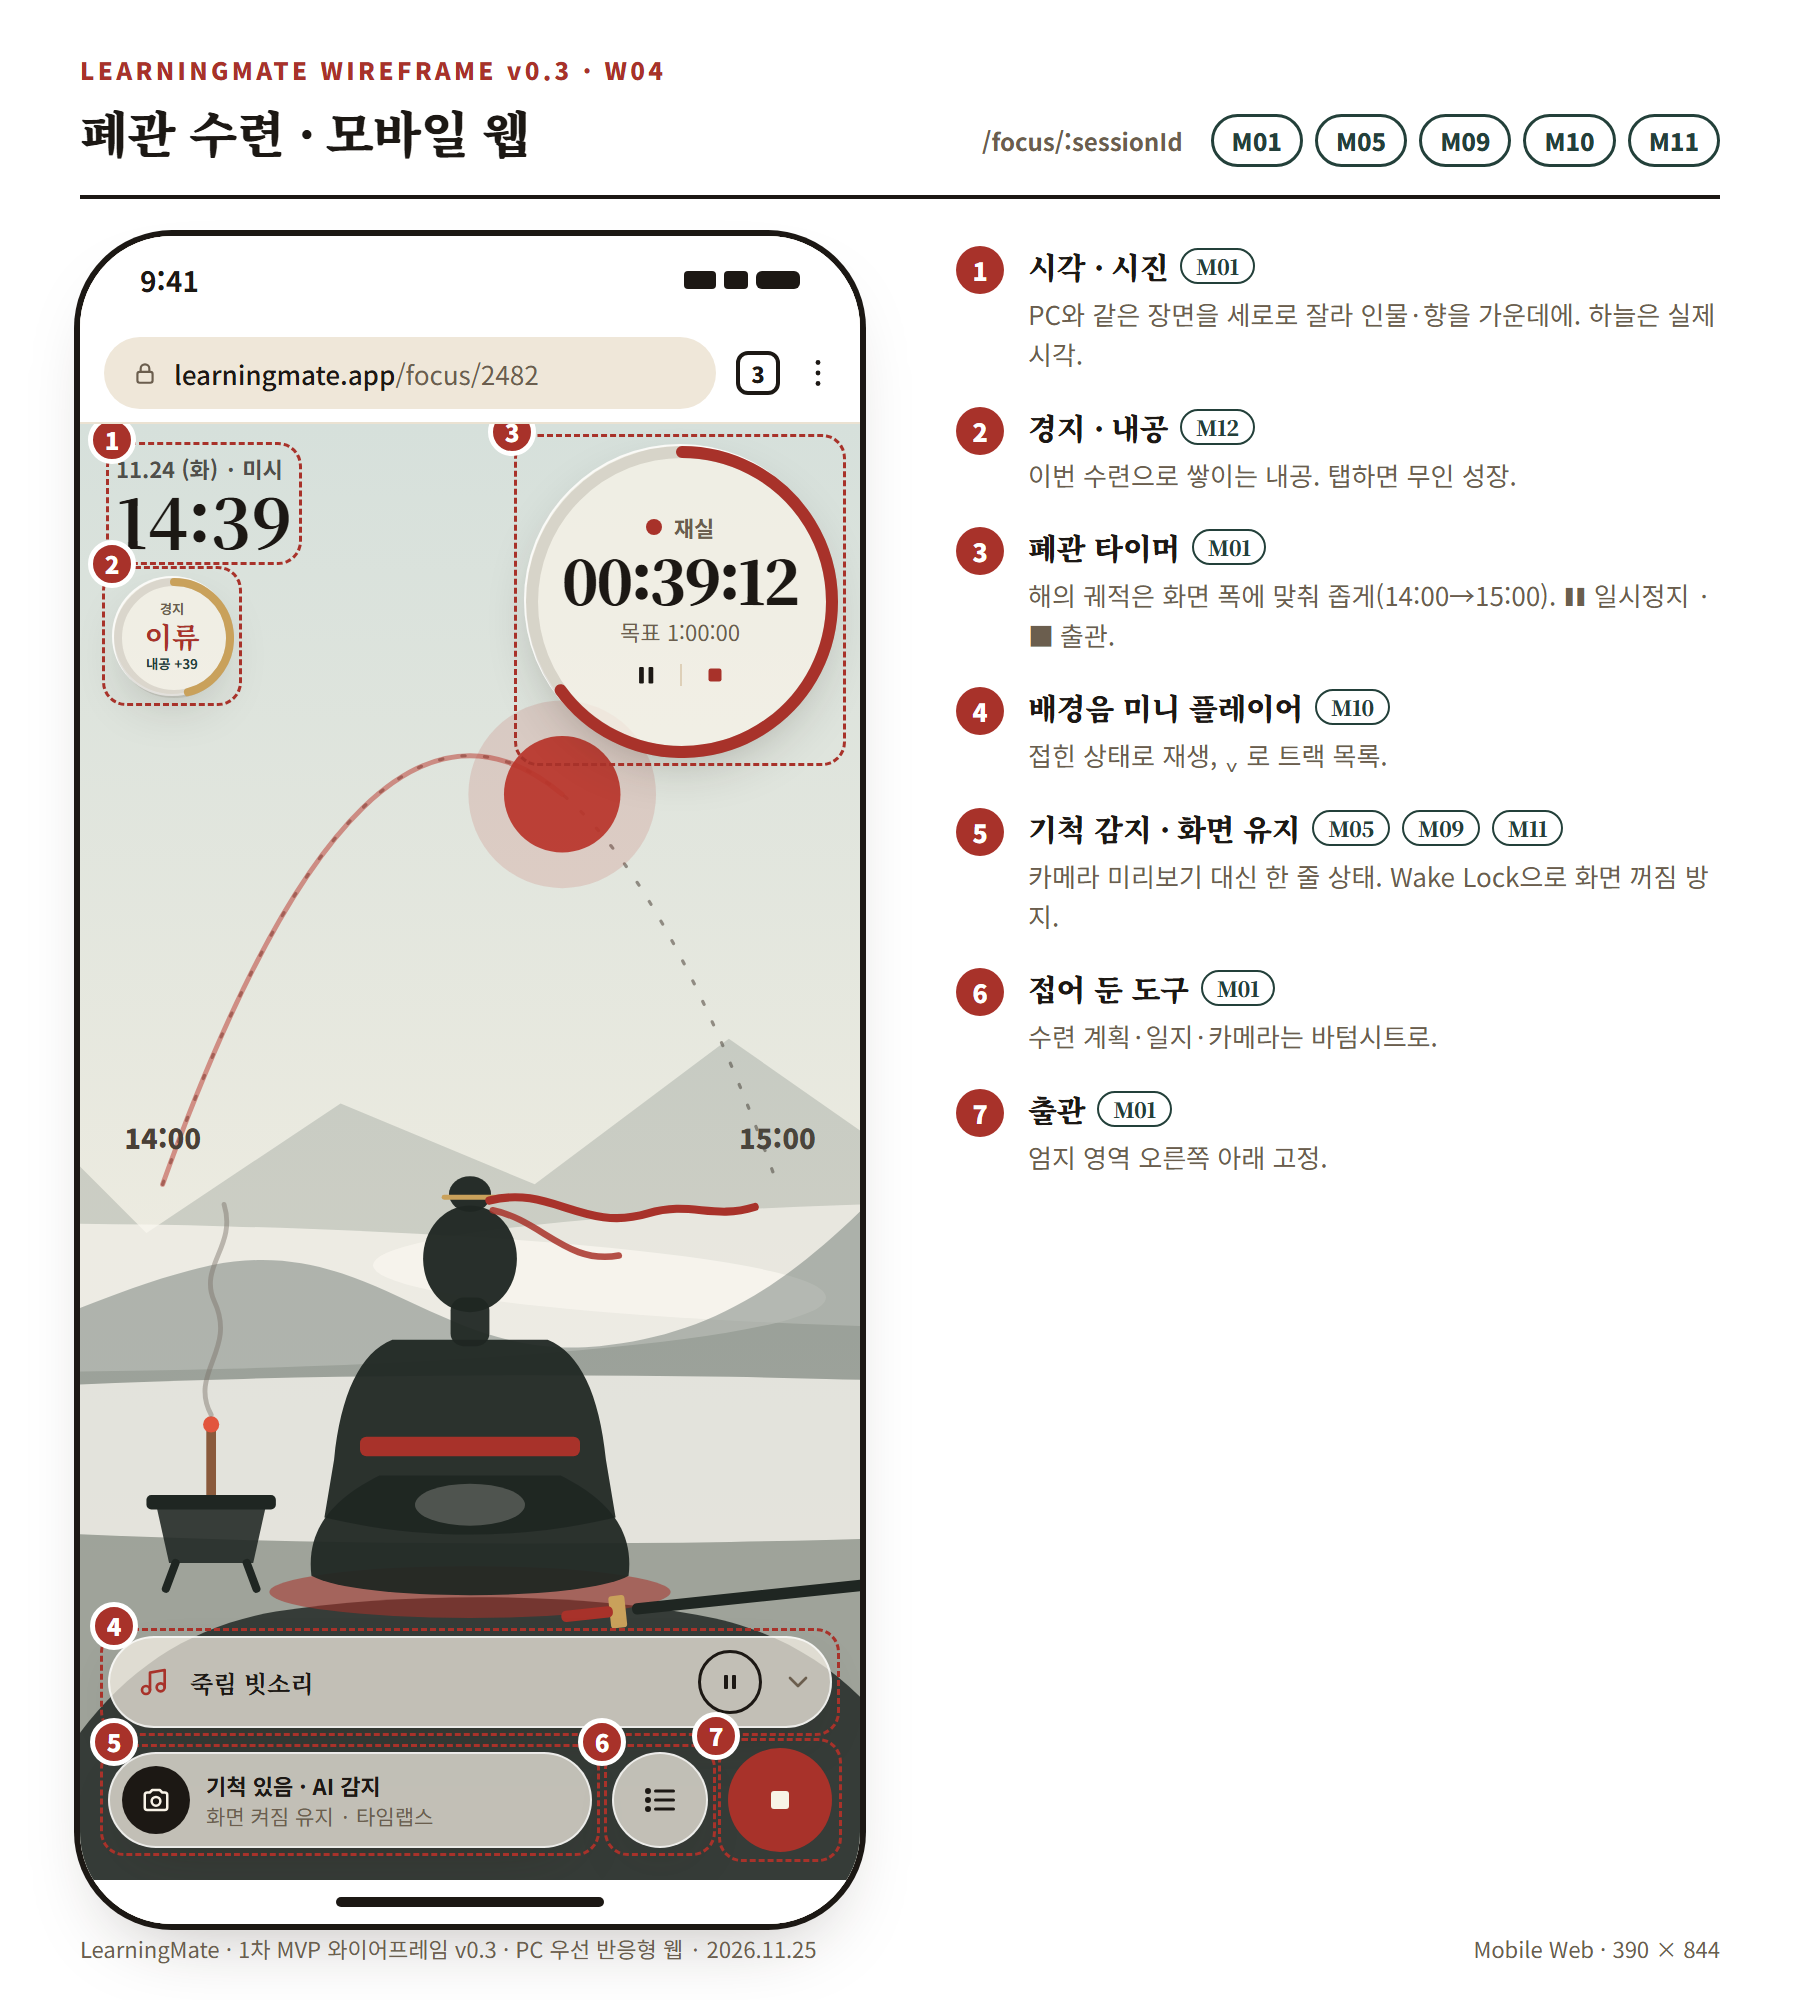 LEARNINGMATE WIREFRAME v0.3 · W04
폐관 수련 · 모바일 웹
/focus/:sessionId M01 M05 M09 M10 M11
9:41
learningmate.app/focus/2482 3
1
11.24 (화) · 미시
14:39
2
경지
이류
내공 +39
3
재실
00:39:12
목표 1:00:00
14:00
15:00
4
죽림 빗소리
5
기척 있음 · AI 감지
화면 켜짐 유지 · 타임랩스
6
7
1 시각 · 시진 M01
PC와 같은 장면을 세로로 잘라 인물·향을 가운데에. 하늘은 실제
시각.
2 경지 · 내공 M12
이번 수련으로 쌓이는 내공. 탭하면 무인 성장.
3 폐관 타이머 M01
해의 궤적은 화면 폭에 맞춰 좁게(14:00→15:00). ▮▮ 일시정지 ·
■ 출관.
4 배경음 미니 플레이어 M10
접힌 상태로 재생, ˬ 로 트랙 목록.
5 기척 감지 · 화면 유지 M05 M09 M11
카메라 미리보기 대신 한 줄 상태. Wake Lock으로 화면 꺼짐 방
지.
6 접어 둔 도구 M01
수련 계획·일지·카메라는 바텀시트로.
7 출관 M01
엄지 영역 오른쪽 아래 고정.
LearningMate · 1차 MVP 와이어프레임 v0.3 · PC 우선 반응형 웹 · 2026.11.25
Mobile Web · 390 × 844